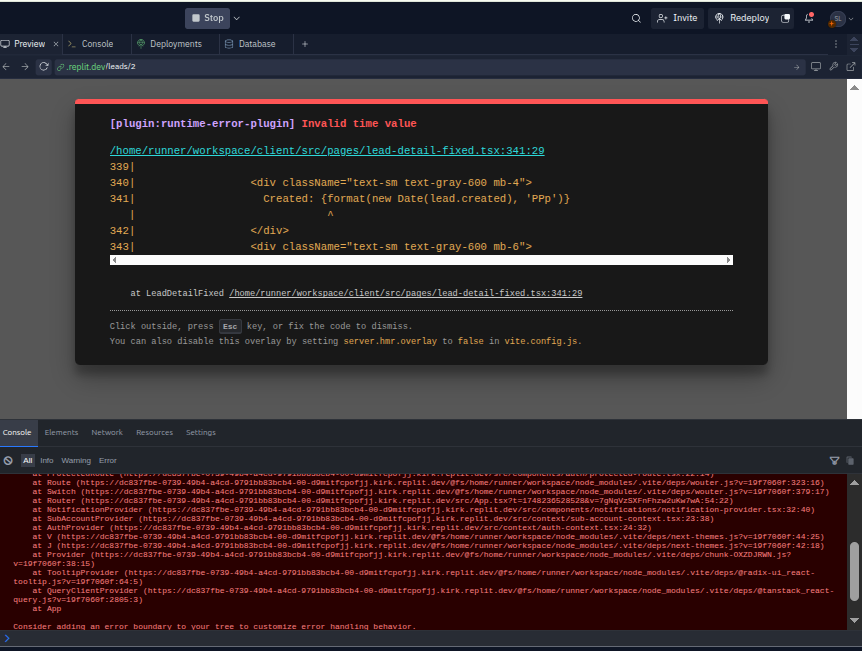 Stop
Invite
Redeploy
SL
Preview
Console
Deployments
Database
.replit.dev/leads/2
[plugin:runtime-error-plugin] Invalid time value
/home/runner/workspace/client/src/pages/lead-detail-fixed.tsx:341:29
339|
340| <div className="text-sm text-gray-600 mb-4">
341| Created: {format(new Date(lead.created), 'PPp')}
| ^
342| </div>
343| <div className="text-sm text-gray-600 mb-6">
at LeadDetailFixed /home/runner/workspace/client/src/pages/lead-detail-fixed.tsx:341:29
Click outside, press Esc key, or fix the code to dismiss.
You can also disable this overlay by setting server.hmr.overlay to false in vite.config.js.
Console Elements Network Resources Settings
All Info Warning Error
at Route (https://dc837fbe-0739-49b4-a4cd-9791bb83bcb4-00-d9mitfcpofjj.kirk.replit.dev/@fs/home/runner/workspace/node_modules/.vite/deps/wouter.js?v=19f7060f:323:16)
at Switch (https://dc837fbe-0739-49b4-a4cd-9791bb83bcb4-00-d9mitfcpofjj.kirk.replit.dev/@fs/home/runner/workspace/node_modules/.vite/deps/wouter.js?v=19f7060f:379:17)
at Router (https://dc837fbe-0739-49b4-a4cd-9791bb83bcb4-00-d9mitfcpofjj.kirk.replit.dev/src/App.tsx?t=1748236528528&v=7gNqVzSXFnFhzw2uKw7wA:54:22)
at NotificationProvider (https://dc837fbe-0739-49b4-a4cd-9791bb83bcb4-00-d9mitfcpofjj.kirk.replit.dev/src/components/notifications/notification-provider.tsx:32:40)
at SubAccountProvider (https://dc837fbe-0739-49b4-a4cd-9791bb83bcb4-00-d9mitfcpofjj.kirk.replit.dev/src/context/sub-account-context.tsx:23:38)
at AuthProvider (https://dc837fbe-0739-49b4-a4cd-9791bb83bcb4-00-d9mitfcpofjj.kirk.replit.dev/src/context/auth-context.tsx:24:32)
at V (https://dc837fbe-0739-49b4-a4cd-9791bb83bcb4-00-d9mitfcpofjj.kirk.replit.dev/@fs/home/runner/workspace/node_modules/.vite/deps/next-themes.js?v=19f7060f:44:25)
at J (https://dc837fbe-0739-49b4-a4cd-9791bb83bcb4-00-d9mitfcpofjj.kirk.replit.dev/@fs/home/runner/workspace/node_modules/.vite/deps/next-themes.js?v=19f7060f:42:18)
at Provider (https://dc837fbe-0739-49b4-a4cd-9791bb83bcb4-00-d9mitfcpofjj.kirk.replit.dev/@fs/home/runner/workspace/node_modules/.vite/deps/chunk-OXZDJRWN.js?
v=19f7060f:38:15)
at TooltipProvider (https://dc837fbe-0739-49b4-a4cd-9791bb83bcb4-00-d9mitfcpofjj.kirk.replit.dev/@fs/home/runner/workspace/node_modules/.vite/deps/@radix-ui_react-
tooltip.js?v=19f7060f:64:5)
at QueryClientProvider (https://dc837fbe-0739-49b4-a4cd-9791bb83bcb4-00-d9mitfcpofjj.kirk.replit.dev/@fs/home/runner/workspace/node_modules/.vite/deps/@tanstack_react-
query.js?v=19f7060f:2805:3)
at App
Consider adding an error boundary to your tree to customize error handling behavior.